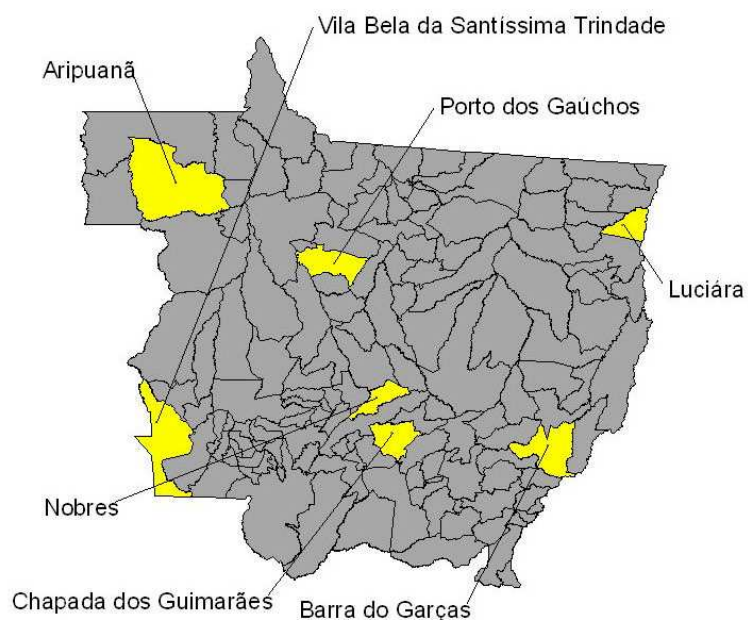 Vila Bela da Santíssima Trindade
Aripuanã
Porto dos Gaúchos
Luciára
Nobres
Chapada dos Guimarães
Barra do Garças